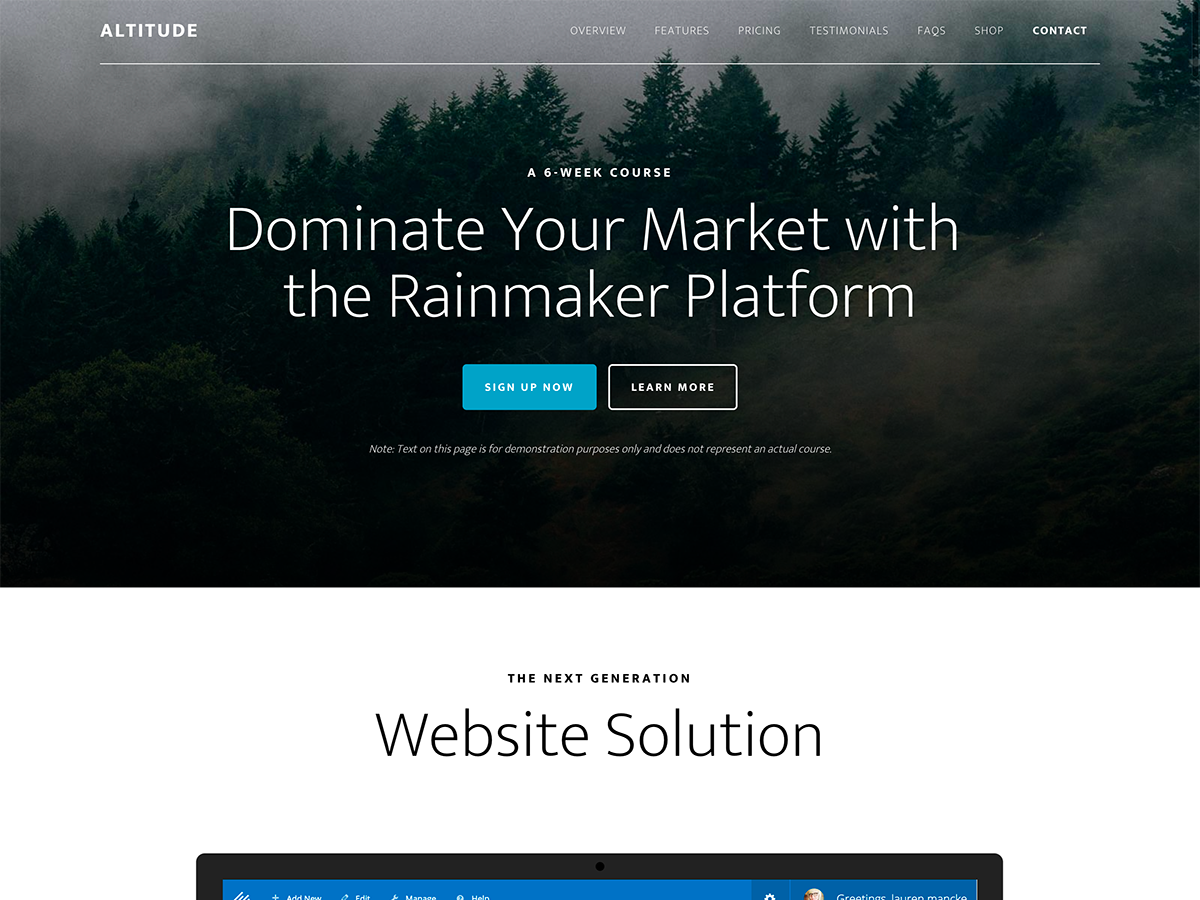 ALTITUDE
OVERVIEW FEATURES PRICING TESTIMONIALS FAQS SHOP CONTACT
A 6-WEEK COURSE
Dominate Your Market with
the Rainmaker Platform
SIGN UP NOW LEARN MORE
Note: Text on this page is for demonstration purposes only and does not represent an actual course.
THE NEXT GENERATION
Website Solution
Add New Edit Manage Help Greetings, lauren mancke